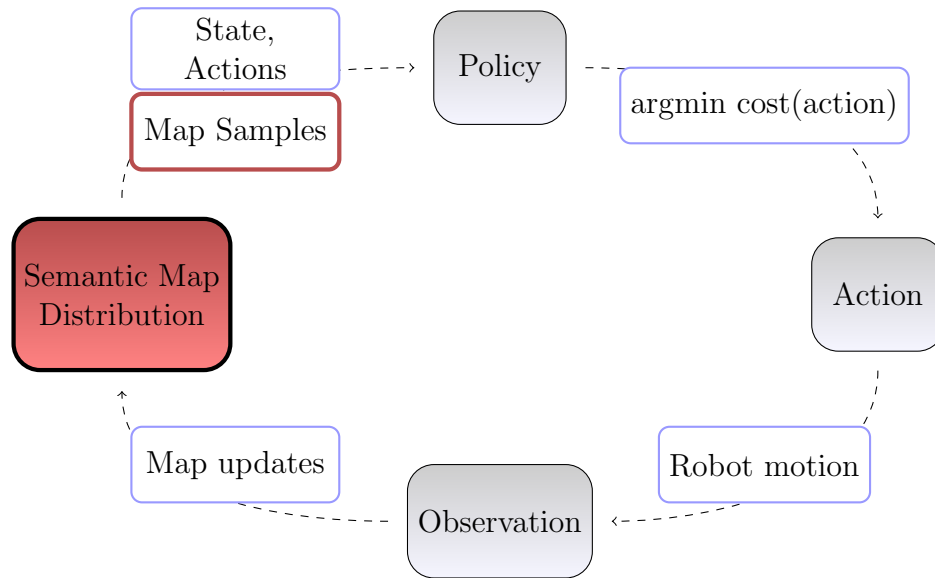 State,
Actions
Map Samples
Policy
argmin cost(action)
Semantic Map
Distribution
Action
Map updates
Robot motion
Observation